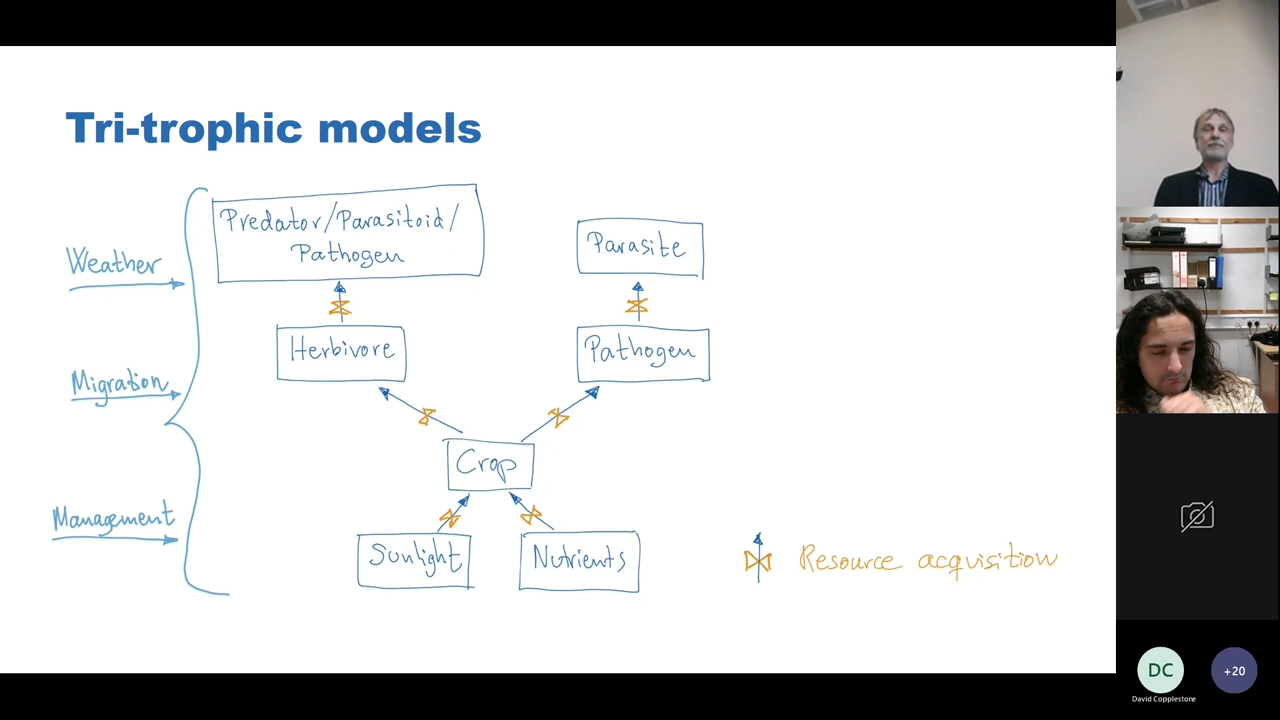 Tri-trophic models
Predator/Parasitoid/
Pathogen
Parasite
Weather
Herbivore
Pathogen
Migration
Crop
Management
Sunlight
Nutrients
Resource acquisition
DC
+20
David Copplestone